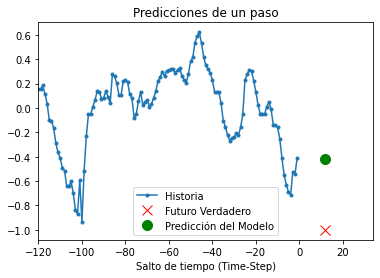 Predicciones de un paso
0.6
0.4
0.2
0.0
−0.2
−0.4
−0.6
−0.8
−1.0
Historia
Futuro Verdadero
Predicción del Modelo
−120 −100 −80 −60 −40 −20 0 20
Salto de tiempo (Time-Step)